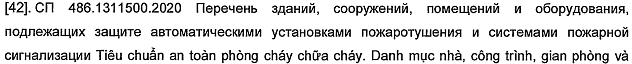 [42]. СП 486.1311500.2020 Перечень зданий, сооружений, помещений и оборудования,
подлежащих защите автоматическими установками пожаротушения и системами пожарной
сигнализации Tiêu chuẩn an toàn phòng cháy chữa cháy. Danh mục nhà, công trình, gian phòng và